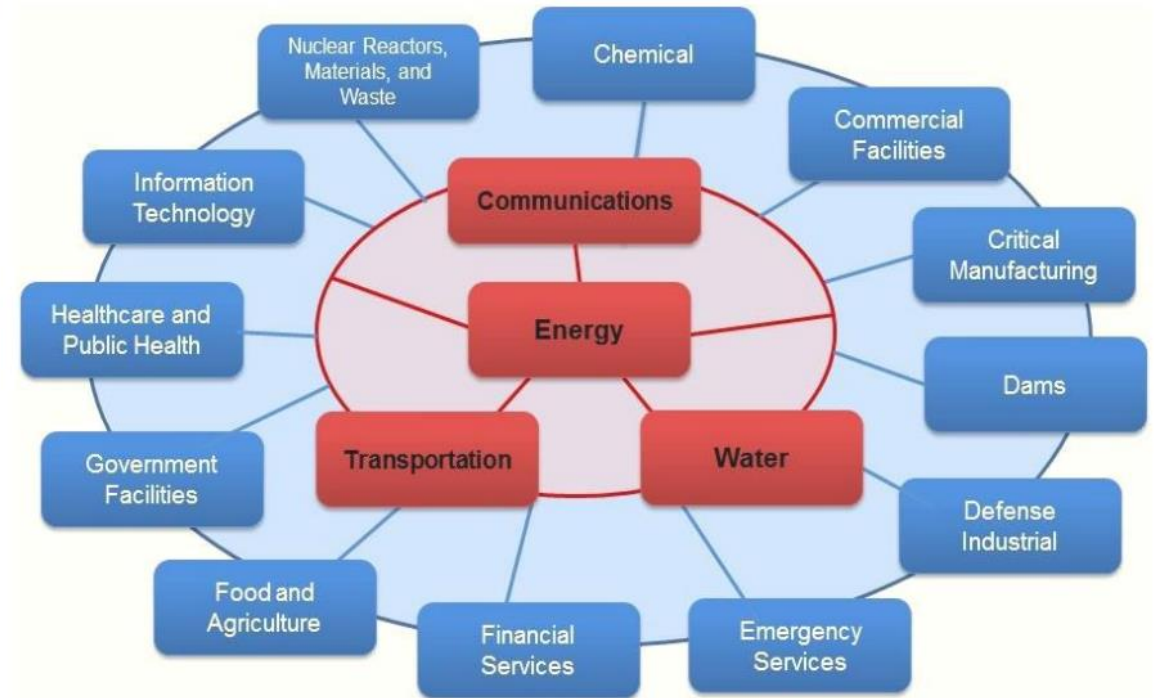 Nuclear Reactors,
Materials, and
Waste
Chemical
Commercial
Facilities
Information
Technology
Communications
Critical
Manufacturing
Healthcare and
Public Health
Energy
Dams
Government
Facilities
Transportation
Water
Defense
Industrial
Food and
Agriculture
Financial
Services
Emergency
Services